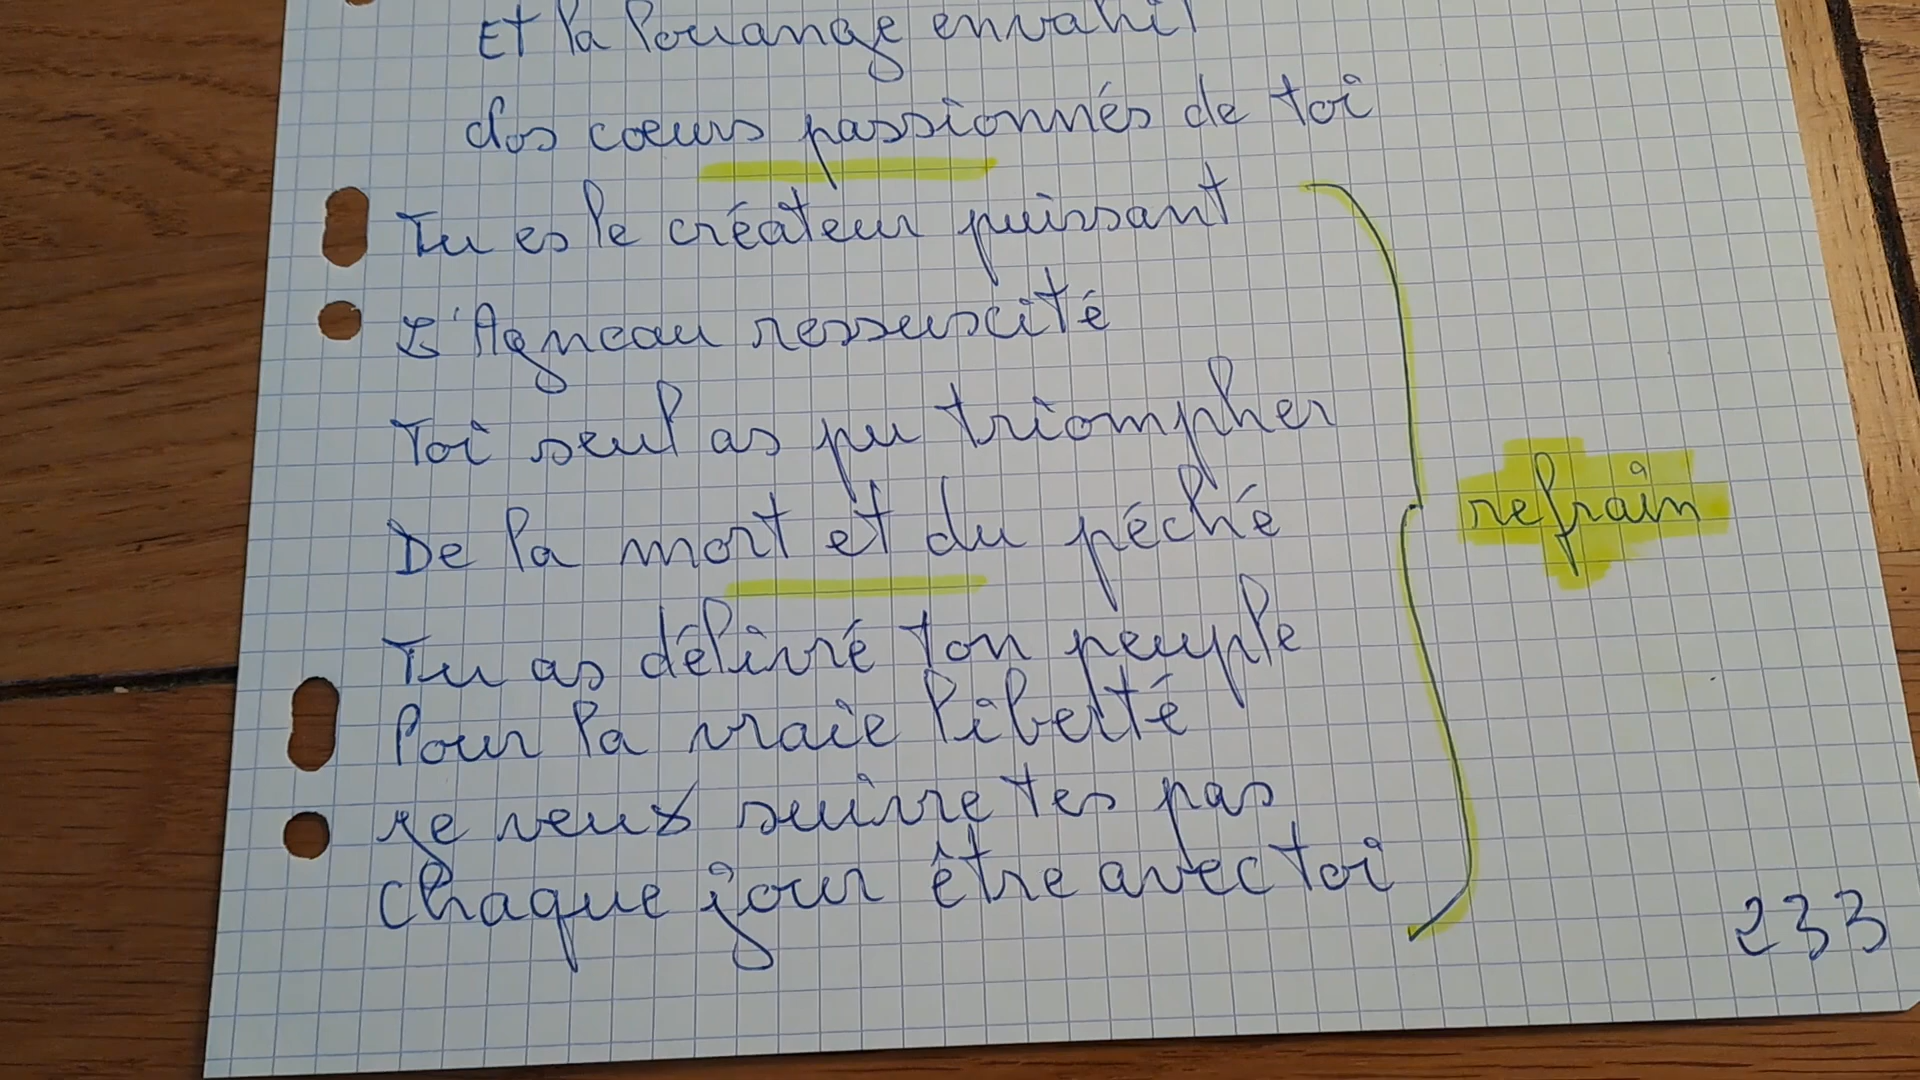 Et la louange envahit
des cœurs passionnés de toi
Tu es le créateur puissant
L'Agneau ressuscité
Toi seul as pu triompher
De la mort et du péché
refrain
Tu as délivré ton peuple
Pour la vraie liberté
Je veux suivre tes pas
Chaque jour être avec toi
233